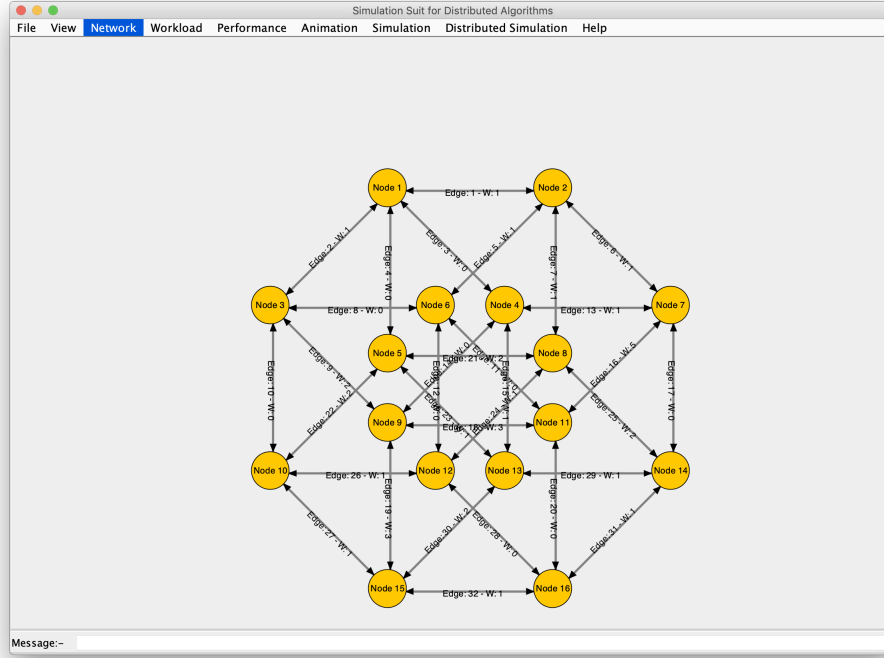 Simulation Suit for Distributed Algorithms
File View Network Workload Performance Animation Simulation Distributed Simulation Help
Node 1
Edge: 1 - W: 1
Node 2
Edge: 2 - W: 1
Edge: 3 - W: 0
Edge: 4 - W: 0
Edge: 5 - W: 1
Edge: 6 - W: 1
Edge: 7 - W: 1
Node 3
Edge: 8 - W: 0
Node 6
Node 4
Edge: 13 - W: 1
Node 7
Node 5
Edge: 21 - W: 2
Node 8
Edge: 9 - W: 2
Edge: 10 - W: 0
Edge: 22 - W: 2
Edge: 23 - W: 1
Edge: 16 - W: 5
Edge: 17 - W: 0
Edge: 25 - W: 2
Node 9
Edge: 18 - W: 3
Node 11
Node 10
Edge: 26 - W: 1
Node 12
Node 13
Edge: 29 - W: 1
Node 14
Edge: 19 - W: 3
Edge: 20 - W: 0
Edge: 27 - W: 1
Edge: 30 - W: 2
Edge: 28 - W: 0
Edge: 31 - W: 1
Node 15
Edge: 32 - W: 1
Node 16
Message:-